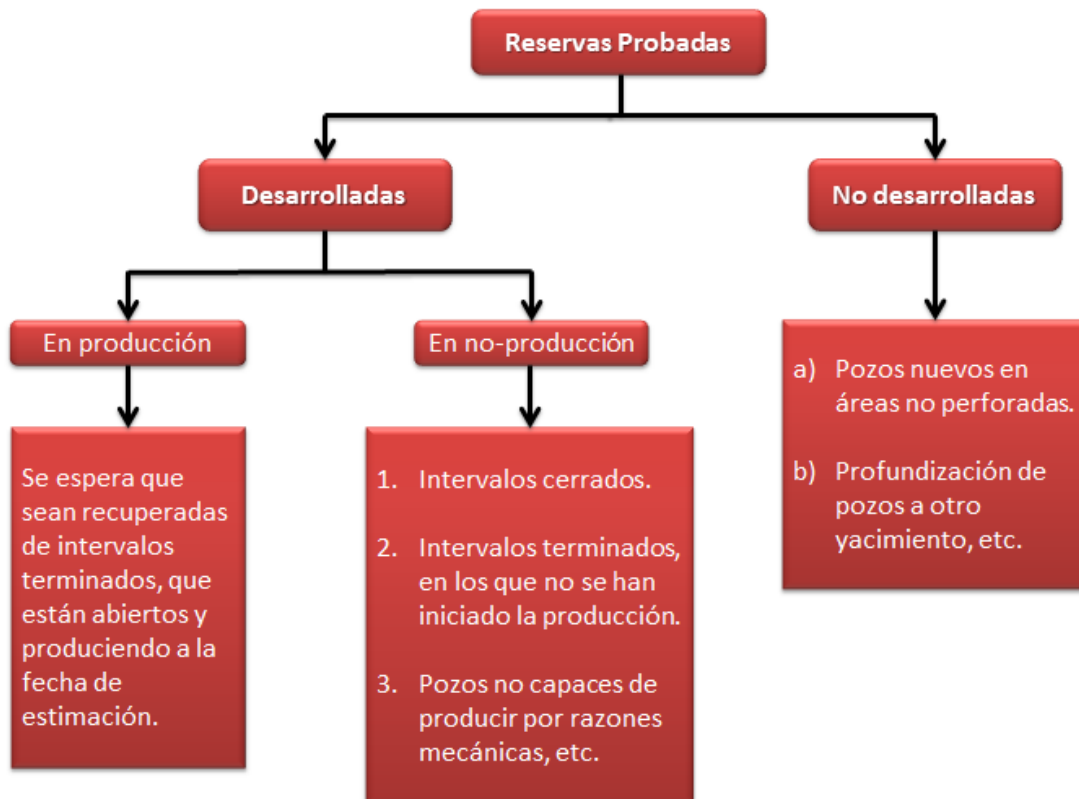 Reservas Probadas
Desarrolladas
No desarrolladas
En producción
En no-producción
Se espera que
sean recuperadas
de intervalos
terminados, que
están abiertos y
produciendo a la
fecha de
estimación.
1. Intervalos cerrados.
2. Intervalos terminados,
en los que no se han
iniciado la producción.
3. Pozos no capaces de
producir por razones
mecánicas, etc.
a) Pozos nuevos en
áreas no perforadas.
b) Profundización de
pozos a otro
yacimiento, etc.